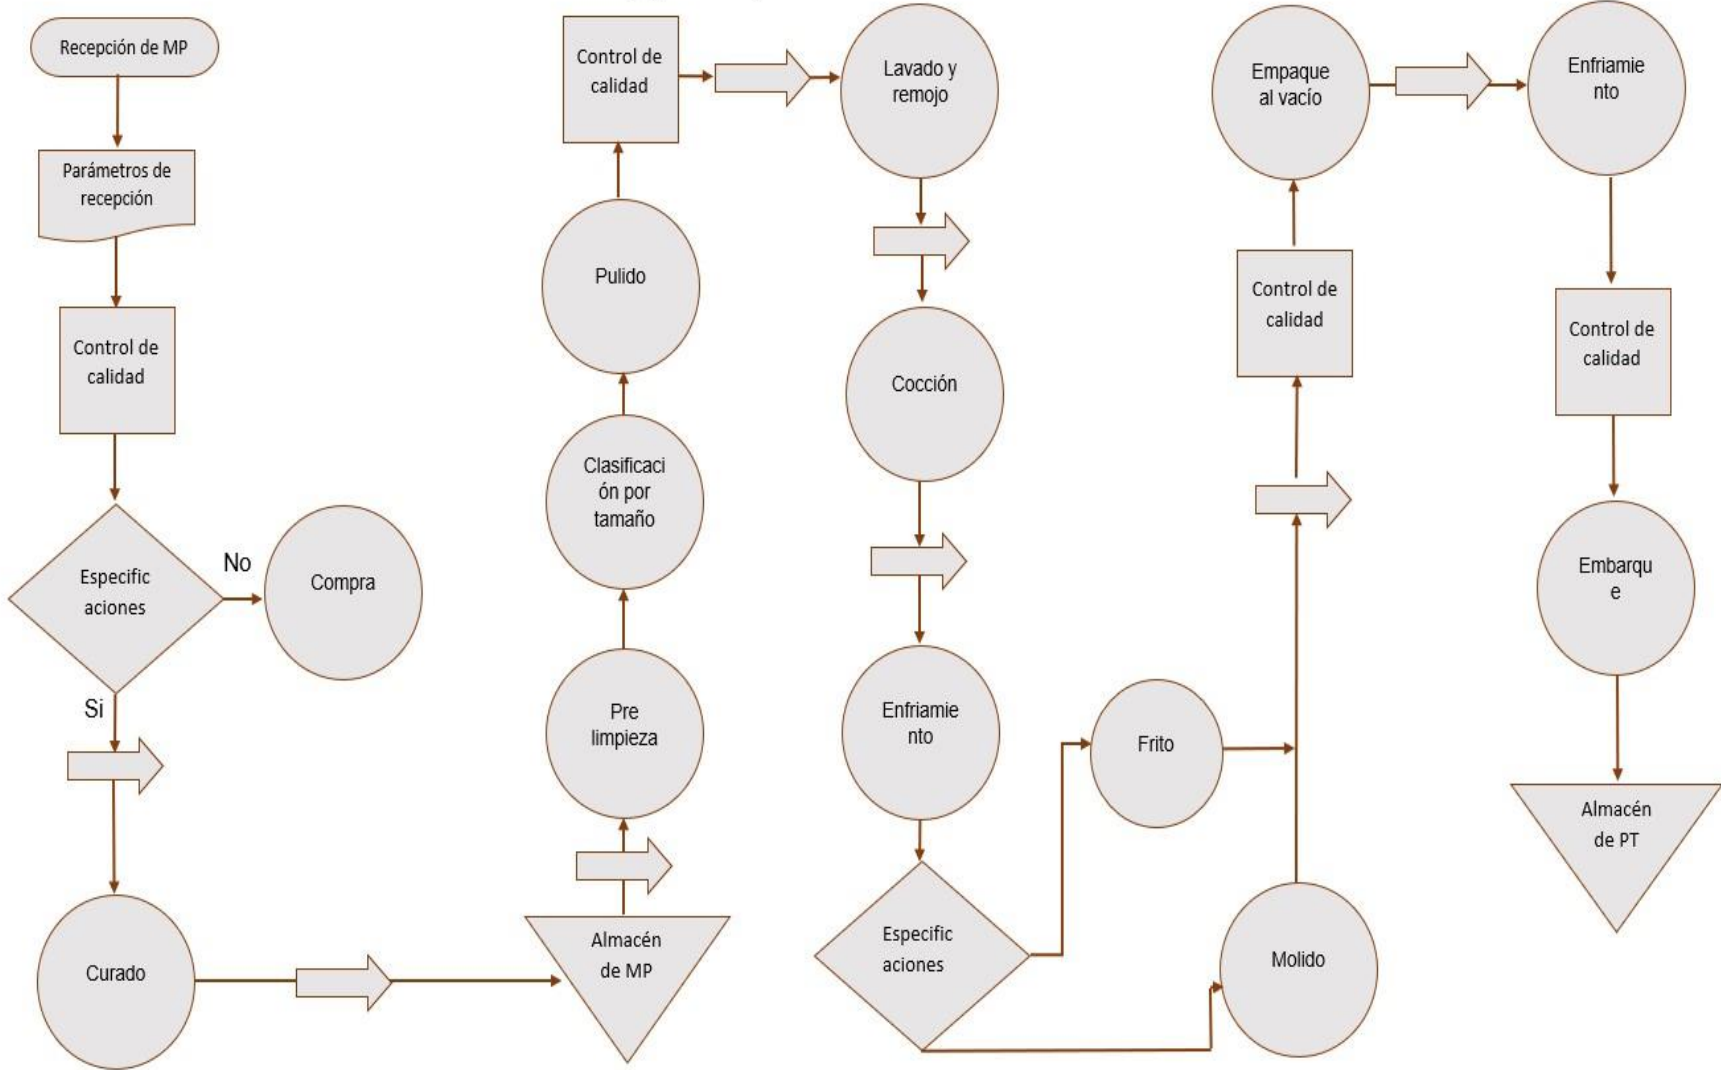 Recepción de MP
Parámetros de
recepción
Control de
calidad
Especific
aciones
No
Compra
Si
Curado
Almacén
de MP
Pre
limpieza
Clasificaci
ón por
tamaño
Pulido
Control de
calidad
Lavado y
remojo
Cocción
Enfriamie
nto
Especific
aciones
Frito
Molido
Control de
calidad
Empaque
al vacío
Enfriamie
nto
Control de
calidad
Embarqu
e
Almacén
de PT